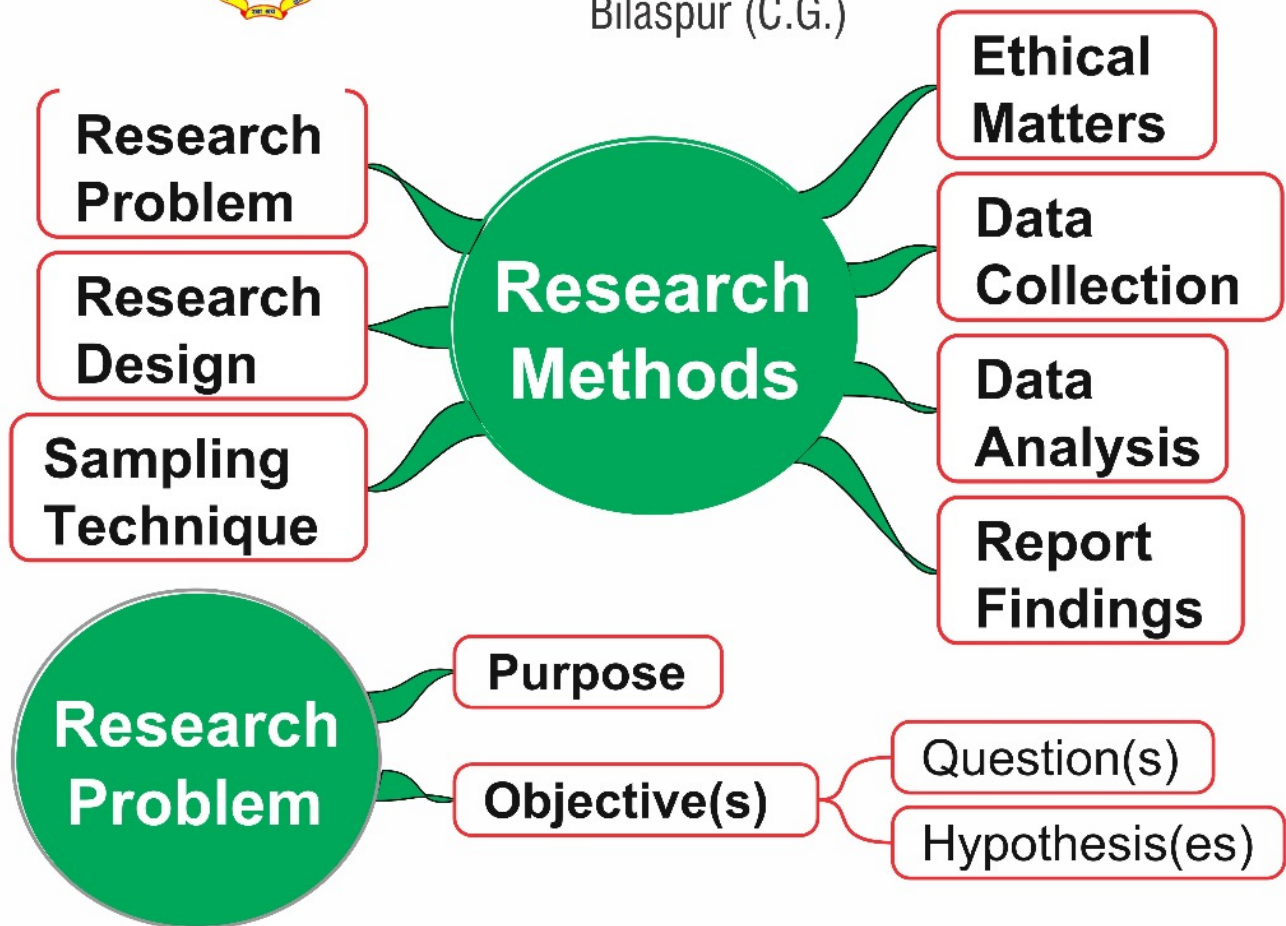 Bilaspur (C.G.)
Research
Methods
Research
Problem
Research
Design
Sampling
Technique
Ethical
Matters
Data
Collection
Data
Analysis
Report
Findings
Research
Problem
Purpose
Objective(s)
Question(s)
Hypothesis(es)